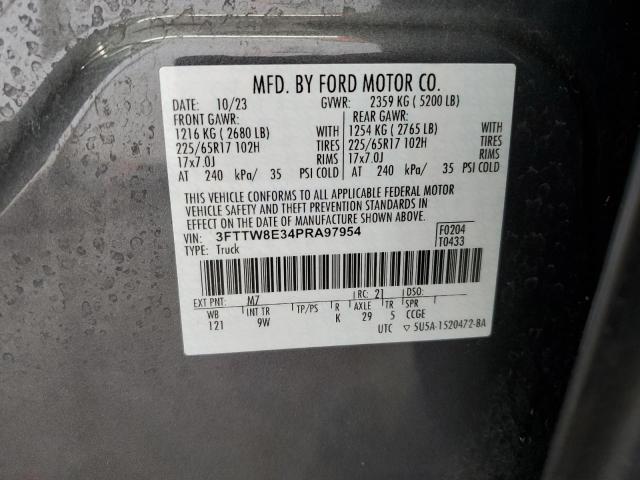 MFD. BY FORD MOTOR CO.
DATE: 10/23 GVWR: 2359 KG ( 5200 LB)
FRONT GAWR: REAR GAWR:
1216 KG ( 2680 LB) WITH 1254 KG ( 2765 LB) WITH
225/65R17 102H TIRES 225/65R17 102H TIRES
17x7.0J RIMS 17x7.0J RIMS
AT 240 kPa/ 35 PSI COLD AT 240 kPa/ 35 PSI COLD
THIS VEHICLE CONFORMS TO ALL APPLICABLE FEDERAL MOTOR
VEHICLE SAFETY AND THEFT PREVENTION STANDARDS IN
EFFECT ON THE DATE OF MANUFACTURE SHOWN ABOVE.
VIN: 3FTTW8E34PRA97954 F0204
TYPE: Truck T0433
EXT PNT: M7 RC: 21 DSO:
WB INT TR TP/PS R AXLE TR SPR
121 9W K 29 5 CCGE
UTC ▽ 5U5A-1520472-BA